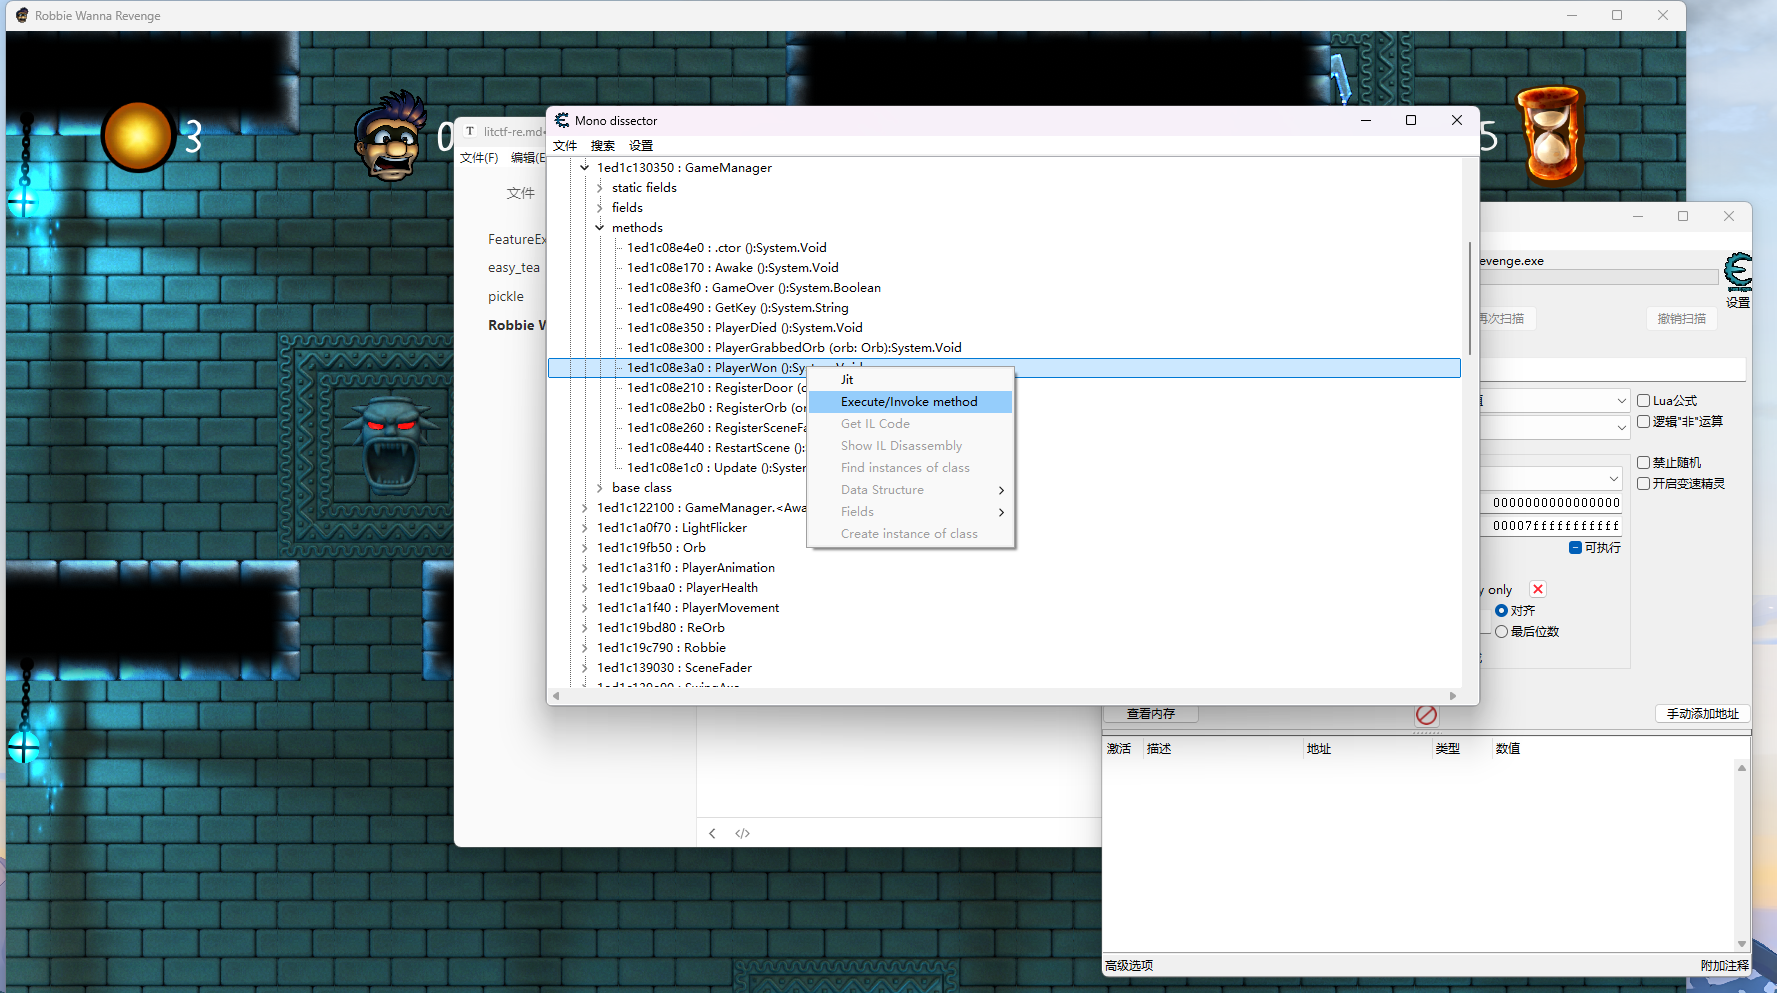 Robbie Wanna Revenge
3
0
5
litctf-re.md
文件(F)
编辑(E
文件
FeatureEx
easy_tea
pickle
Robbie W
Mono dissector
文件
搜索
设置
1ed1c130350 : GameManager
static fields
fields
methods
1ed1c08e4e0 : .ctor ():System.Void
1ed1c08e170 : Awake ():System.Void
1ed1c08e3f0 : GameOver ():System.Boolean
1ed1c08e490 : GetKey ():System.String
1ed1c08e350 : PlayerDied ():System.Void
1ed1c08e300 : PlayerGrabbedOrb (orb: Orb):System.Void
1ed1c08e3a0 : PlayerWon ():System.Void
1ed1c08e210 : RegisterDoor (
1ed1c08e2b0 : RegisterOrb (or
1ed1c08e260 : RegisterSceneFa
1ed1c08e440 : RestartScene ():
1ed1c08e1c0 : Update ():System
base class
1ed1c122100 : GameManager.<Awa
1ed1c1a0f70 : LightFlicker
1ed1c19fb50 : Orb
1ed1c1a31f0 : PlayerAnimation
1ed1c19baa0 : PlayerHealth
1ed1c1a1f40 : PlayerMovement
1ed1c19bd80 : ReOrb
1ed1c19c790 : Robbie
1ed1c139030 : SceneFader
Jit
Execute/Invoke method
Get IL Code
Show IL Disassembly
Find instances of class
Data Structure
Fields
Create instance of class
evenge.exe
设置
再次扫描
撤销扫描
值
Lua公式
逻辑"非"运算
禁止随机
开启变速精灵
0000000000000000
00007fffffffffff
可执行
y only
对齐
最后位数
查看内存
手动添加地址
激活
描述
地址
类型
数值
高级选项
附加注释